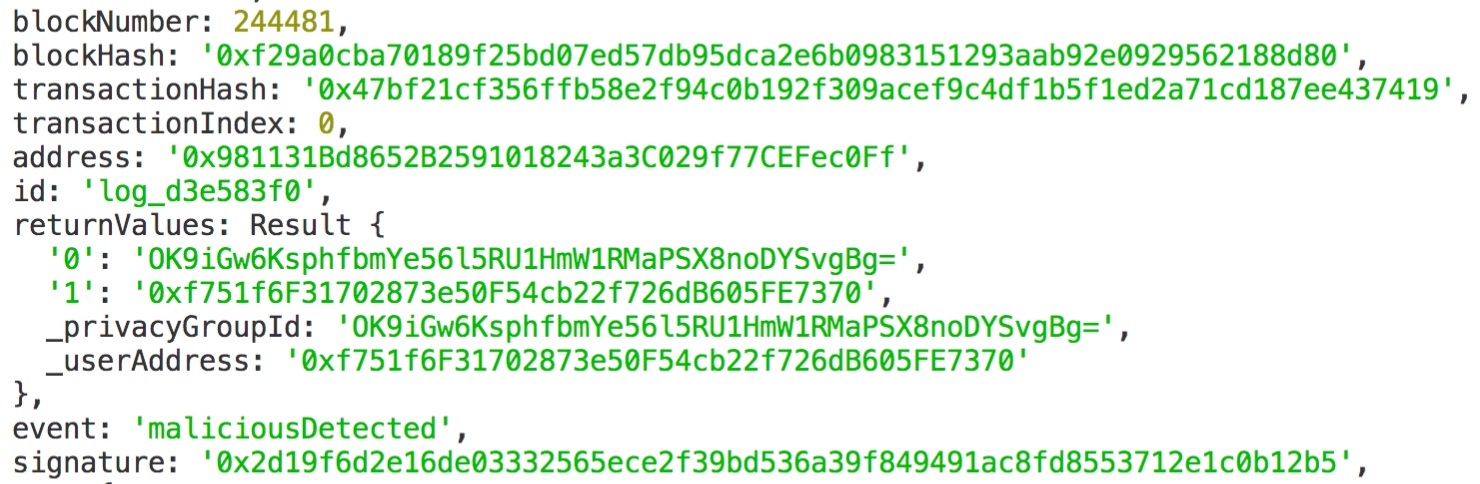 blockNumber: 244481,
blockHash: '0xf29a0cba70189f25bd07ed57db95dca2e6b0983151293aab92e0929562188d80',
transactionHash: '0x47bf21cf356ffb58e2f94c0b192f309acef9c4df1b5f1ed2a71cd187ee437419',
transactionIndex: 0,
address: '0x981131Bd8652B2591018243a3C029f77CEFec0Ff',
id: 'log_d3e583f0',
returnValues: Result {
'0': 'OK9iGw6KsphfbmYe56l5RU1HmW1RMaPSX8noDYSvgBg=',
'1': '0xf751f6F31702873e50F54cb22f726dB605FE7370',
_privacyGroupId: 'OK9iGw6KsphfbmYe56l5RU1HmW1RMaPSX8noDYSvgBg=',
_userAddress: '0xf751f6F31702873e50F54cb22f726dB605FE7370'
},
event: 'maliciousDetected',
signature: '0x2d19f6d2e16de03332565ece2f39bd536a39f849491ac8fd8553712e1c0b12b5',